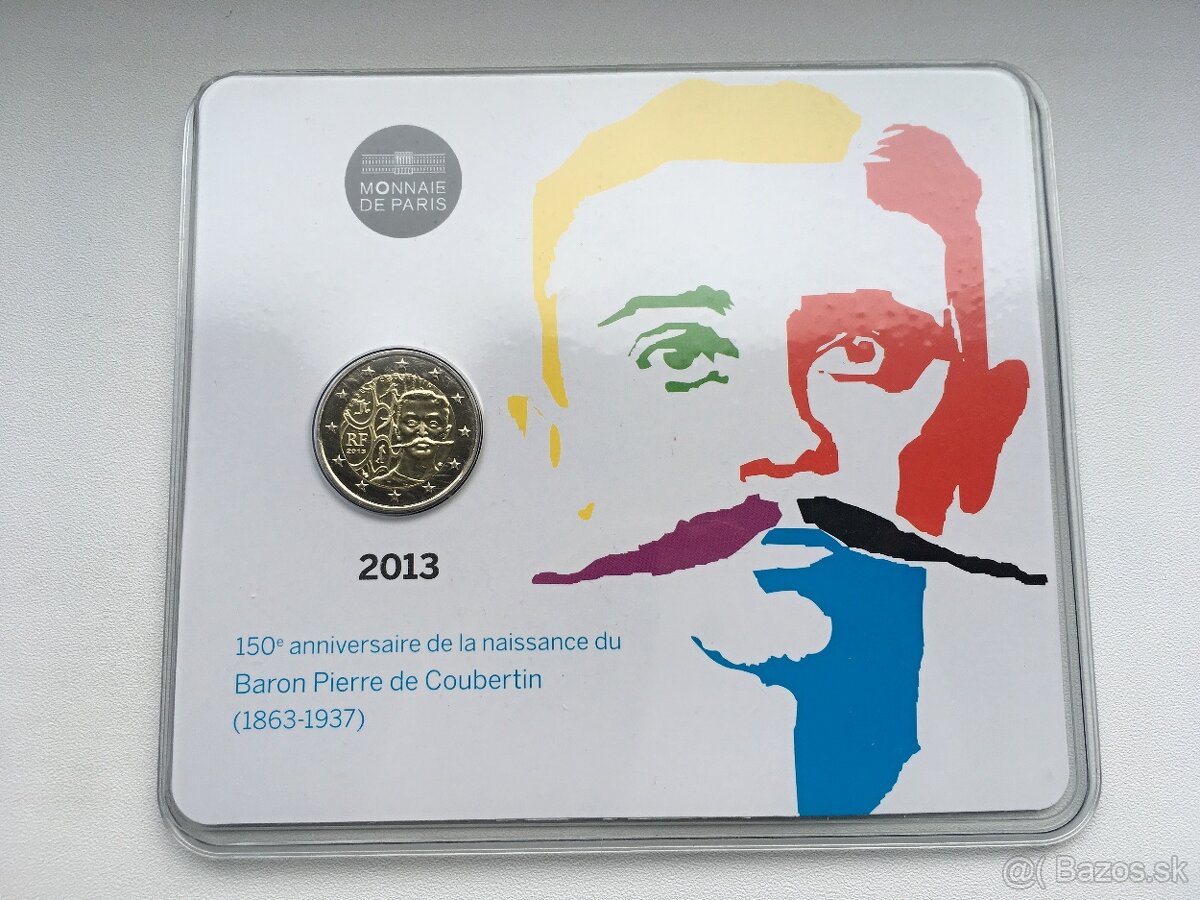 MONNAIE
DE PARIS
RF
2013
2013
150e anniversaire de la naissance du
Baron Pierre de Coubertin
(1863-1937)
@( Bazos.sk